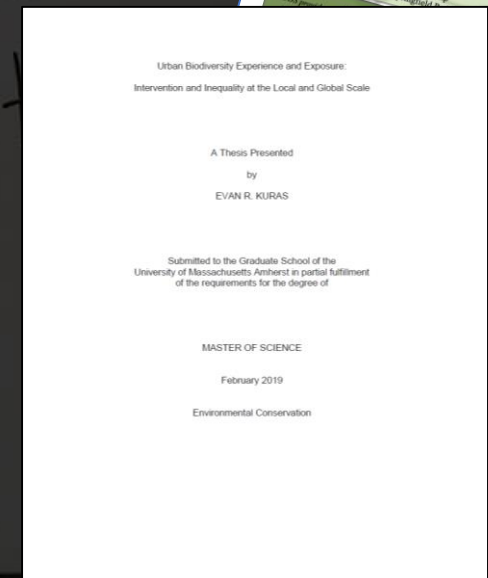 Urban Biodiversity Experience and Exposure:
Intervention and Inequality at the Local and Global Scale
A Thesis Presented
by
EVAN R. KURAS
Submitted to the Graduate School of the
University of Massachusetts Amherst in partial fulfillment
of the requirements for the degree of
MASTER OF SCIENCE
February 2019
Environmental Conservation